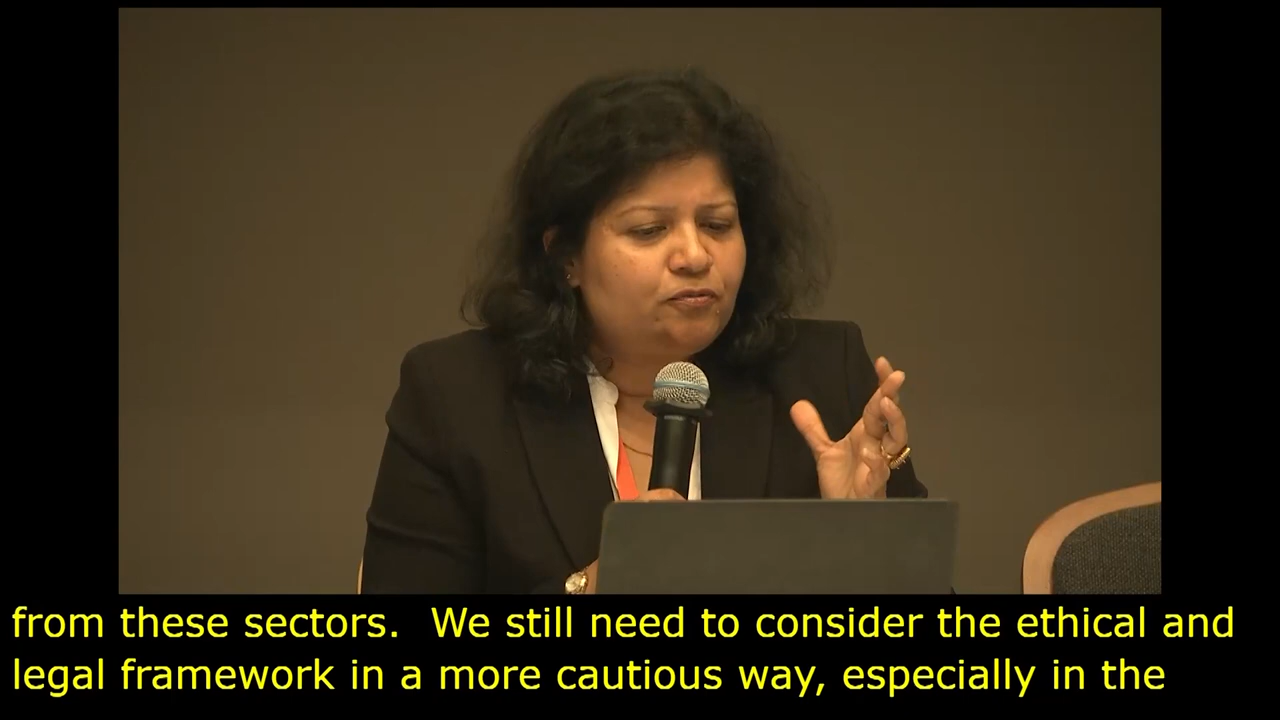 from these sectors.  We still need to consider the ethical and
legal framework in a more cautious way, especially in the